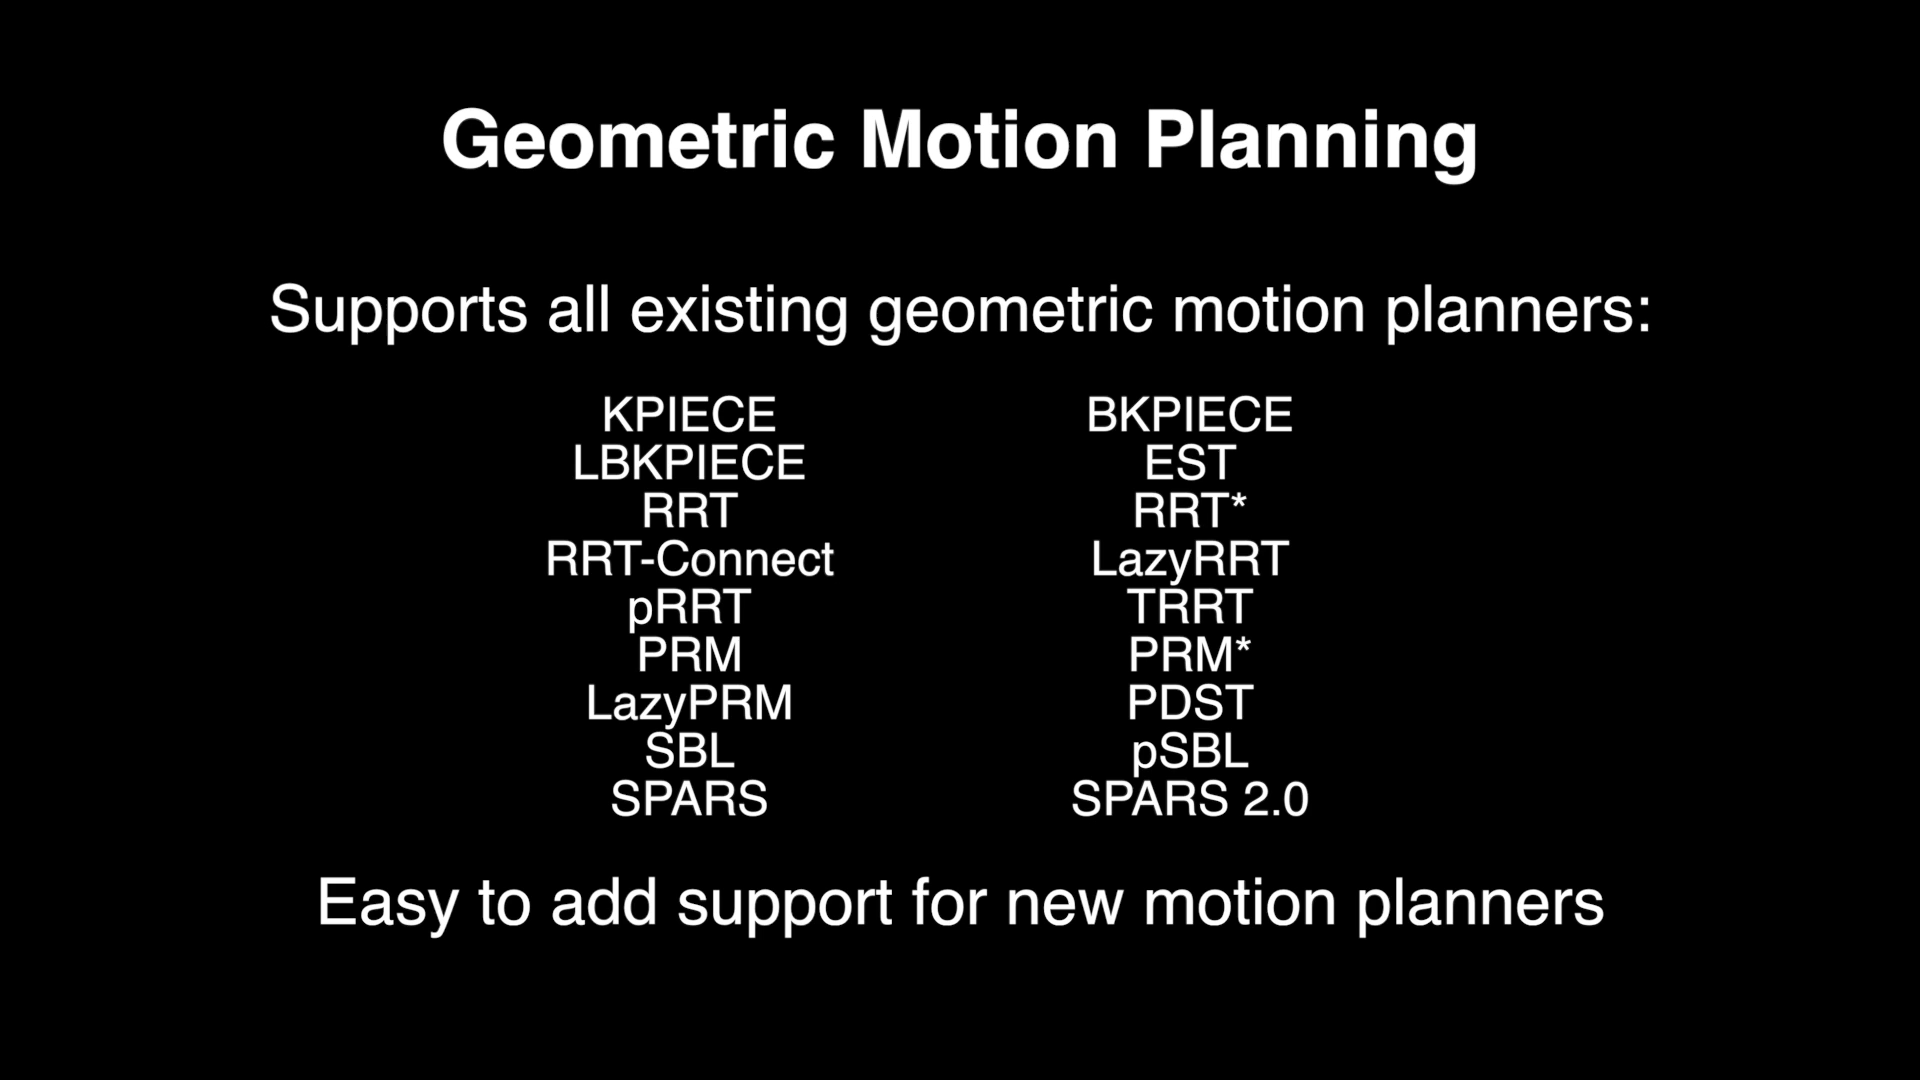 Geometric Motion Planning
Supports all existing geometric motion planners:
KPIECE BKPIECE
LBKPIECE EST
RRT RRT*
RRT-Connect LazyRRT
pRRT TRRT
PRM PRM*
LazyPRM PDST
SBL pSBL
SPARS SPARS 2.0
Easy to add support for new motion planners